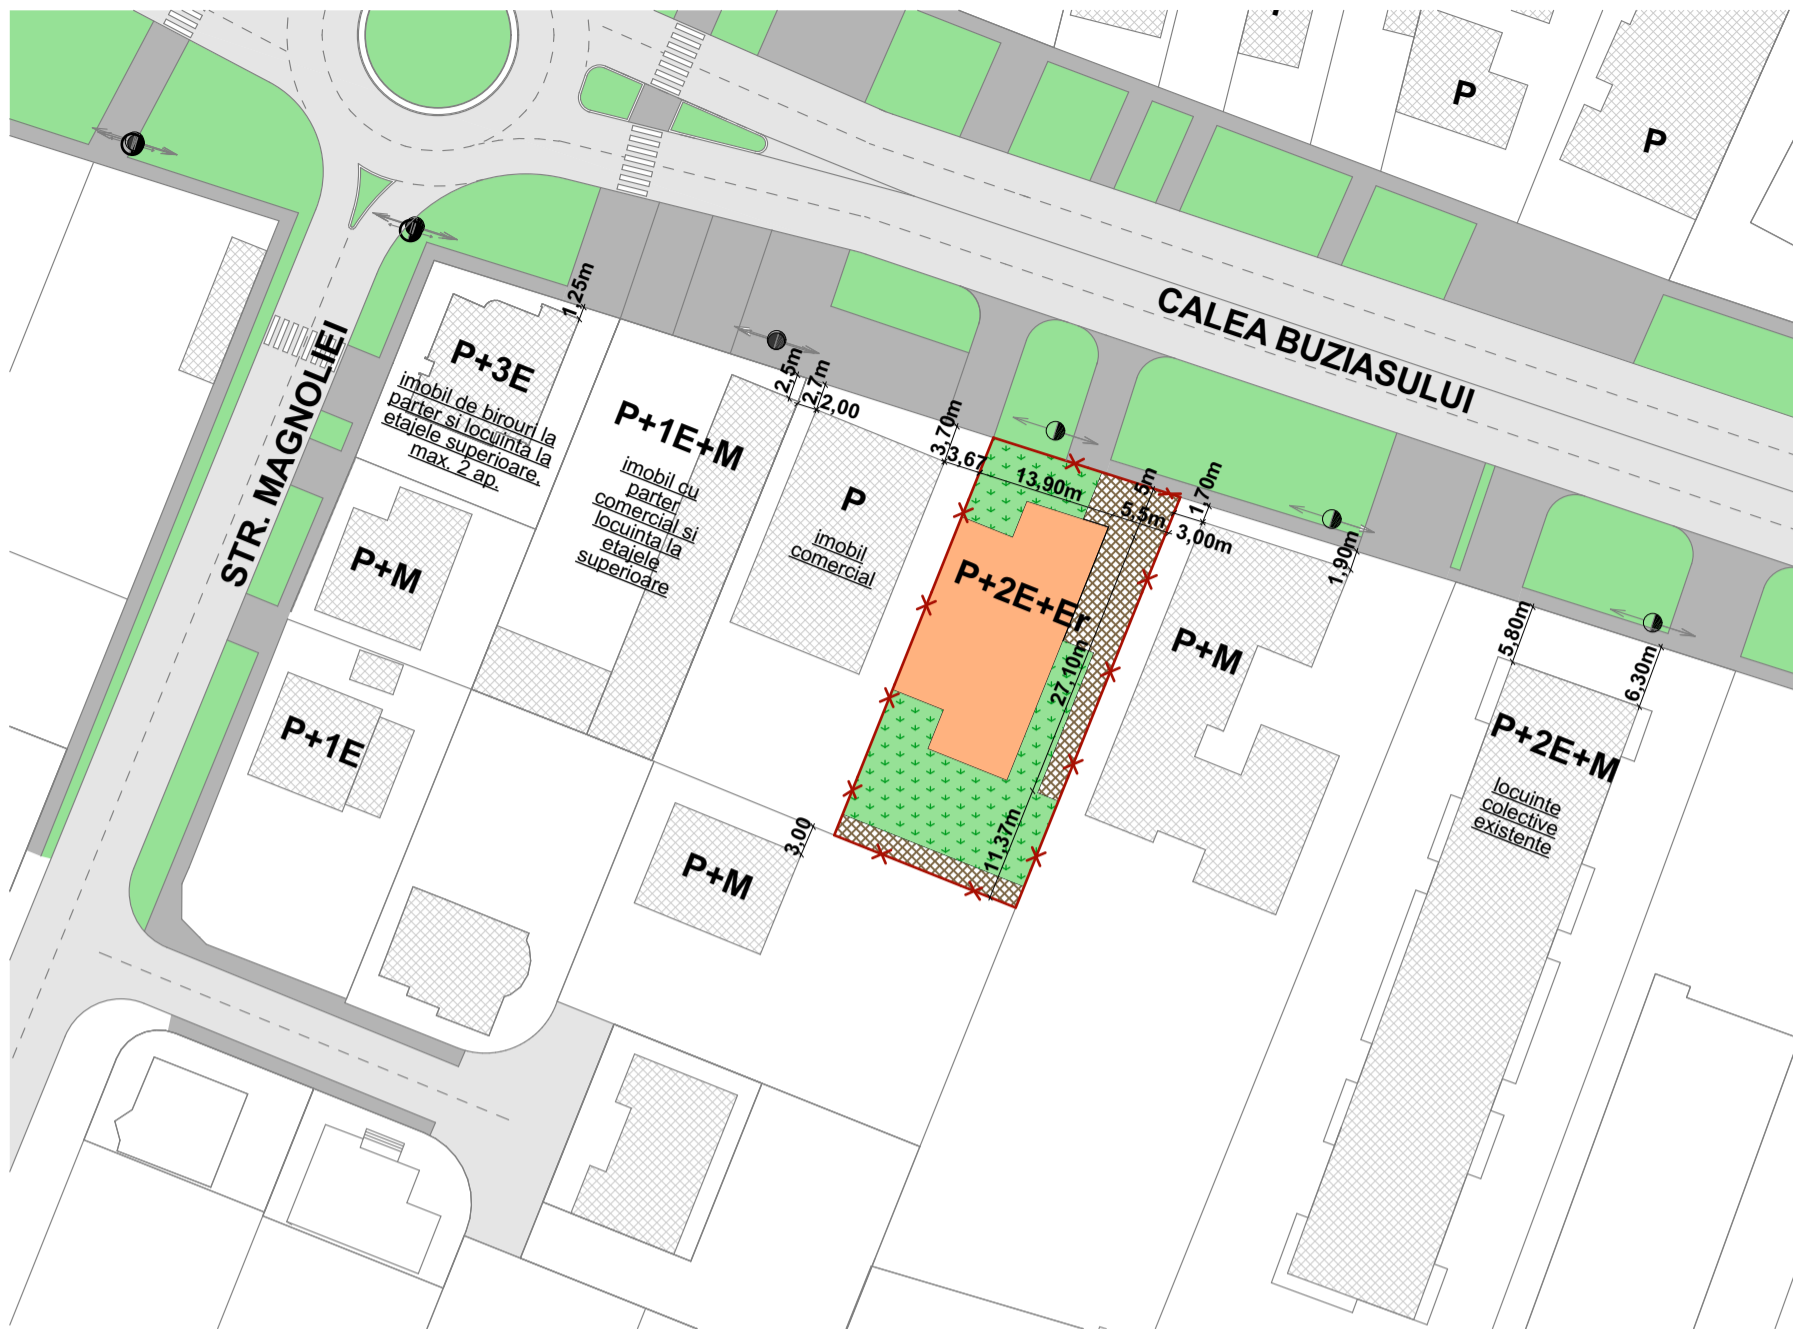 P
P
CALEA BUZIASULUI
STR. MAGNOLIEI
1,25m
P+3E
imobil de birouri la
parter si locuinta la
etajele superioare.
max. 2 ap.
P+1E+M
imobil cu
parter
comercial si
locuinta la
etajele
superioare
2,5m
2,7m
2,00
P
imobil
comercial
3,70m
3,67
13,90m
5,5m
1,70m
3,00m
1,90m
P+2E+Er
27,10m
11,37m
P+M
P+M
P+1E
P+M
3,00
5,80m
6,30m
P+2E+M
locuinte
colective
existente